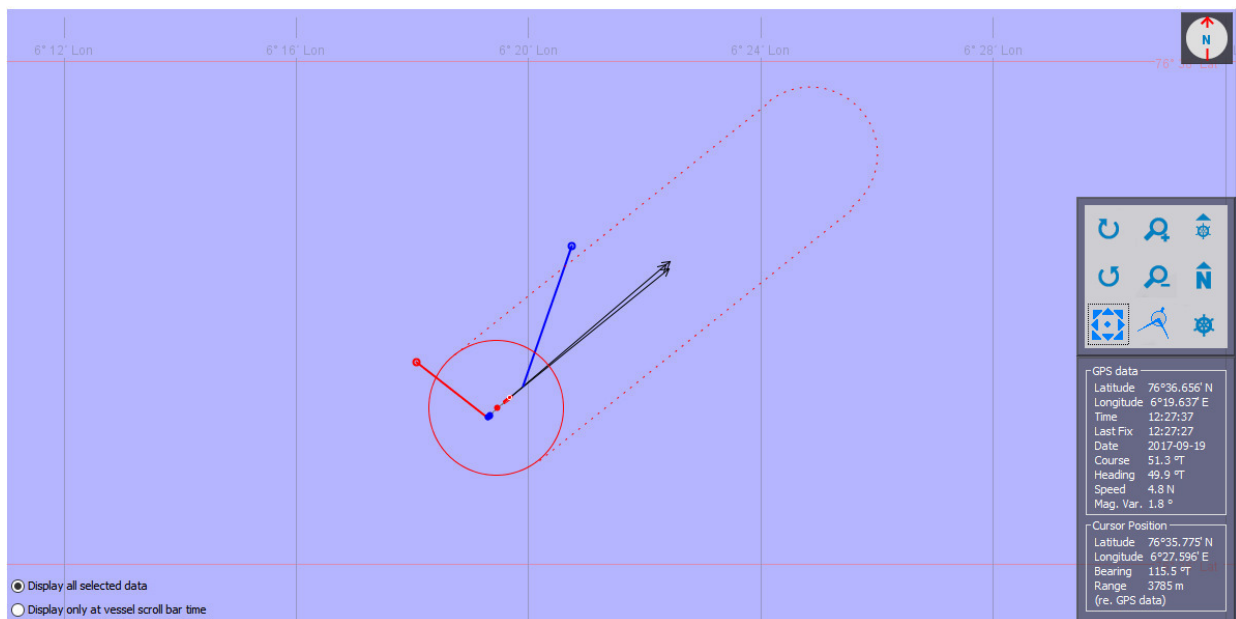 6° 12' Lon
6° 16' Lon
6° 20' Lon
6° 24' Lon
6° 28' Lon
N
76°
N
GPS data
Latitude 76°36.656' N
Longitude 6°19.637' E
Time 12:27:37
Last Fix 12:27:27
Date 2017-09-19
Course 51.3 °T
Heading 49.9 °T
Speed 4.8 N
Mag. Var. 1.8 °
Cursor Position
Latitude 76°35.775' N
Longitude 6°27.596' E
Bearing 115.5 °T
Range 3785 m
(re. GPS data)
Display all selected data
Display only at vessel scroll bar time